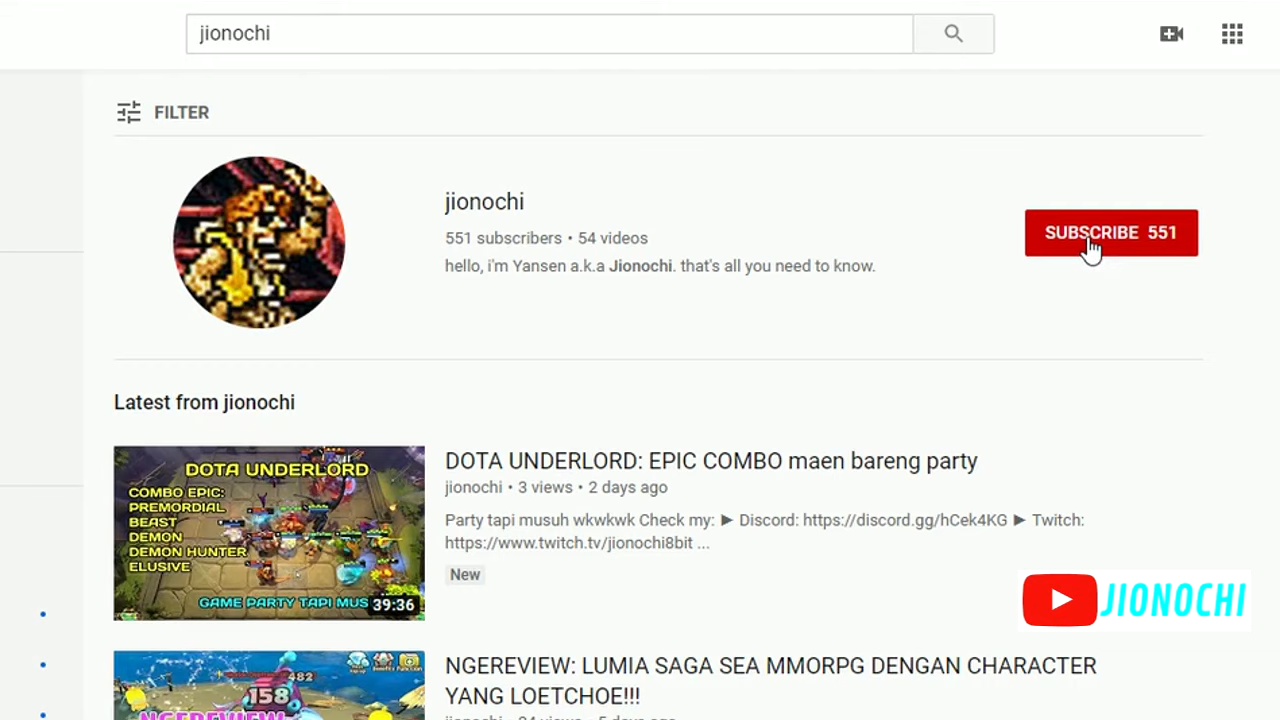 jionochi
FILTER
jionochi
551 subscribers • 54 videos
hello, i'm Yansen a.k.a Jionochi. that's all you need to know.
SUBSCRIBE 551
Latest from jionochi
DOTA UNDERLORD
COMBO EPIC:
PREMORDIAL
BEAST
DEMON
DEMON HUNTER
ELUSIVE
GAME PARTY TAPI MUS
39:36
DOTA UNDERLORD: EPIC COMBO maen bareng party
jionochi • 3 views • 2 days ago
Party tapi musuh wkwkwk Check my: ► Discord: https://discord.gg/hCek4KG ► Twitch:
https://www.twitch.tv/jionochi8bit ...
New
JIONOCHI
482
158
NGEREVIEW
NGEREVIEW: LUMIA SAGA SEA MMORPG DENGAN CHARACTER
YANG LOETCHOE!!!